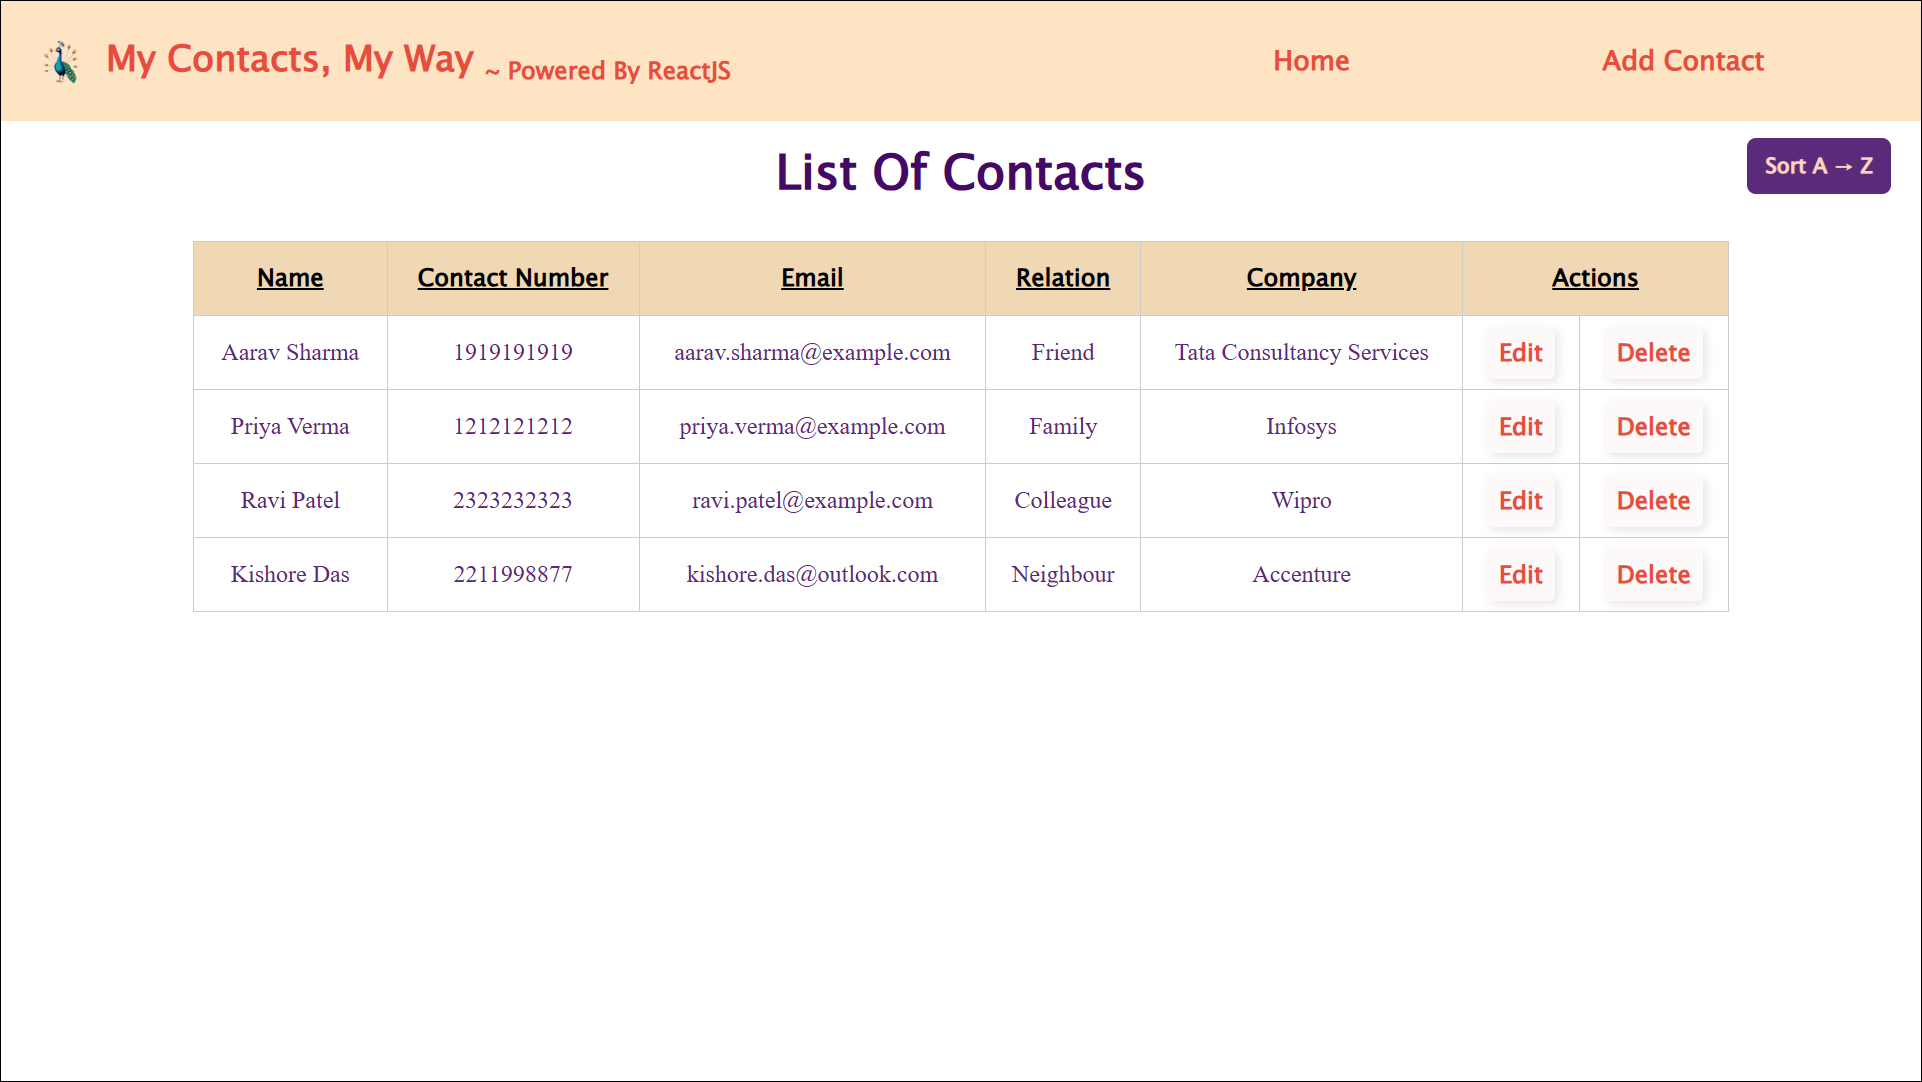 My Contacts, My Way ~ Powered By ReactJS Home Add Contact
List Of Contacts
Sort A → Z
Name Contact Number Email Relation Company Actions
Aarav Sharma 1919191919 aarav.sharma@example.com Friend Tata Consultancy Services Edit Delete
Priya Verma 1212121212 priya.verma@example.com Family Infosys Edit Delete
Ravi Patel 2323232323 ravi.patel@example.com Colleague Wipro Edit Delete
Kishore Das 2211998877 kishore.das@outlook.com Neighbour Accenture Edit Delete